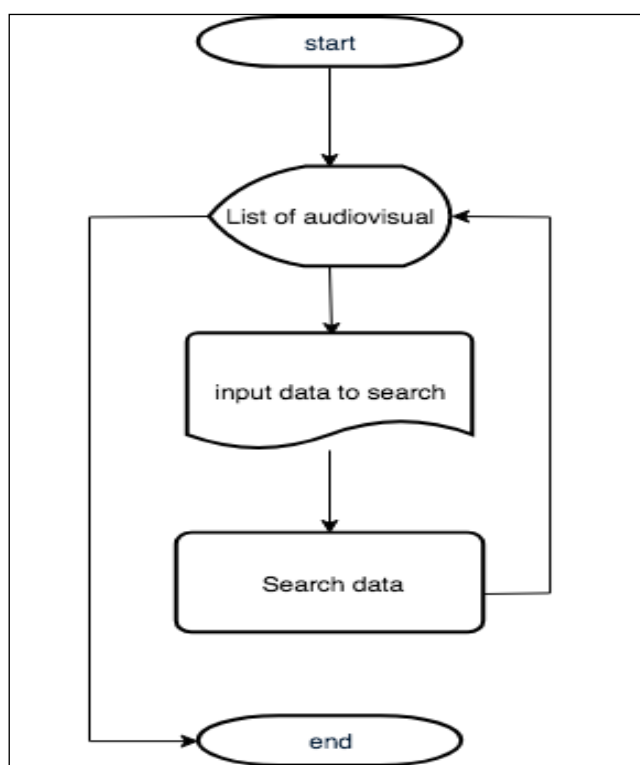 start
List of audiovisual
input data to search
Search data
end